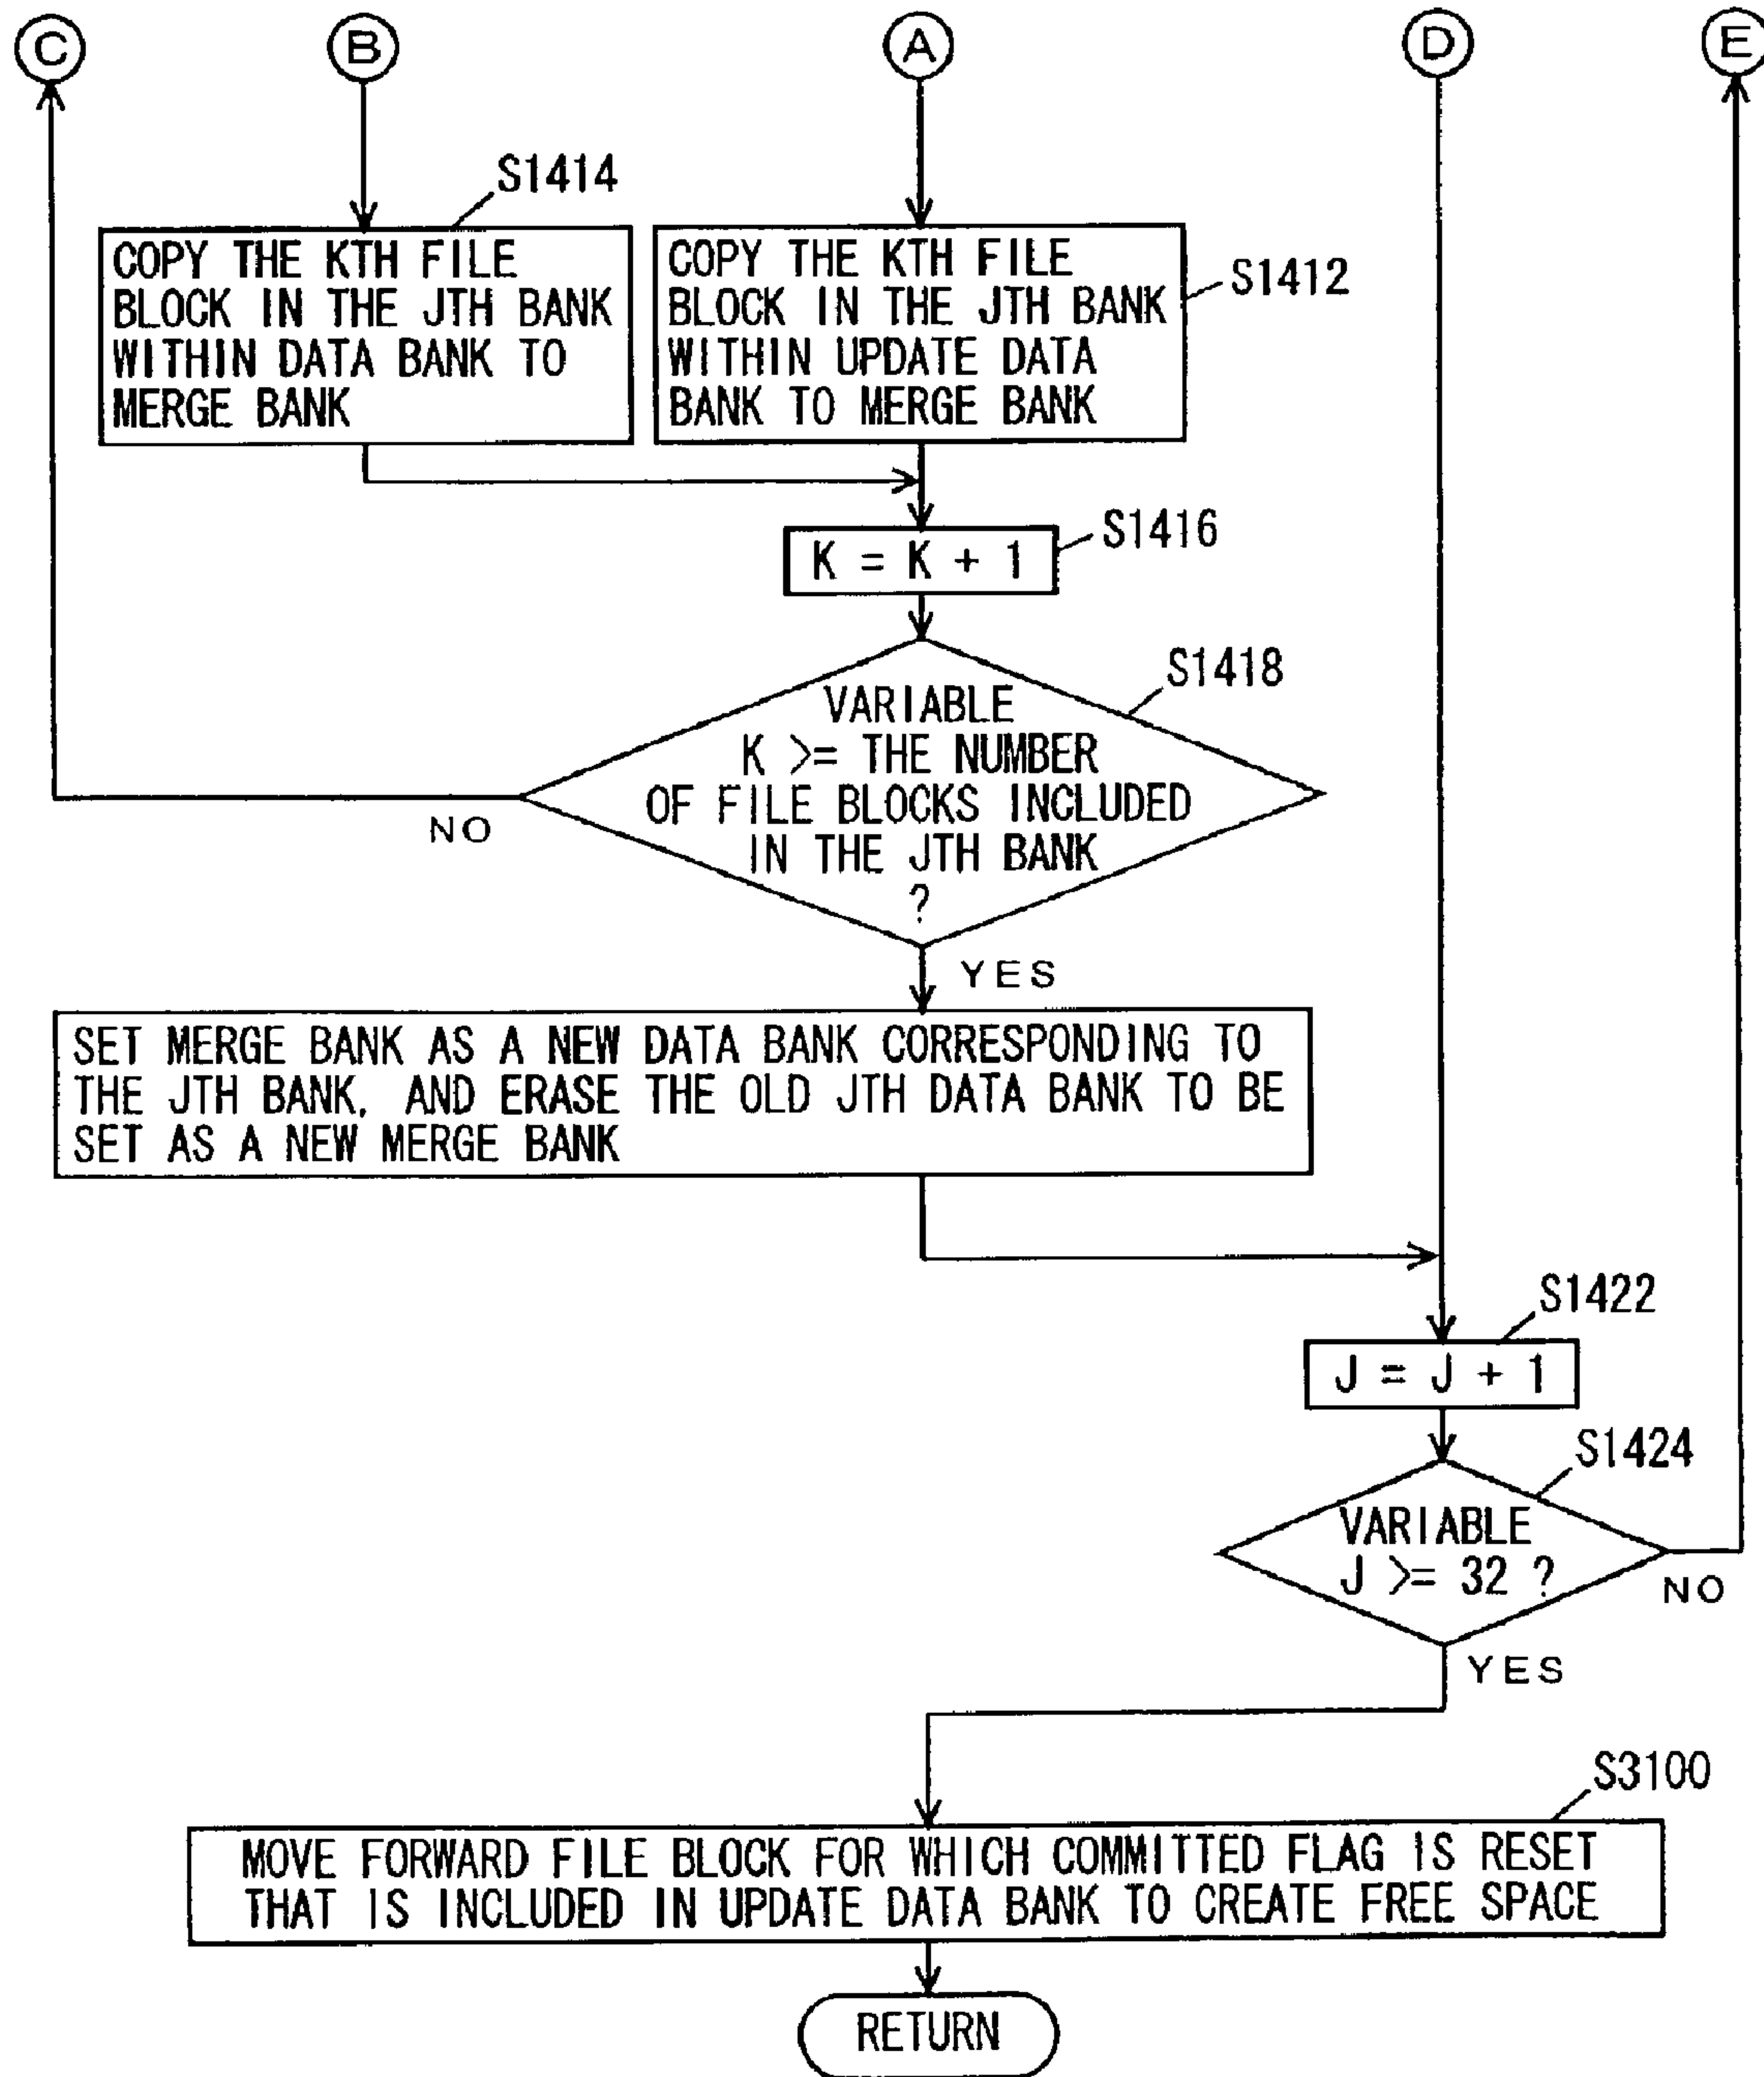 C
B
A
D
E
S1414
COPY THE KTH FILE
BLOCK IN THE JTH BANK
WITHIN DATA BANK TO
MERGE BANK
COPY THE KTH FILE
BLOCK IN THE JTH BANK
WITHIN UPDATE DATA
BANK TO MERGE BANK
S1412
S1416
K = K + 1
S1418
VARIABLE
K >= THE NUMBER
OF FILE BLOCKS INCLUDED
IN THE JTH BANK
?
NO
YES
SET MERGE BANK AS A NEW DATA BANK CORRESPONDING TO
THE JTH BANK, AND ERASE THE OLD JTH DATA BANK TO BE
SET AS A NEW MERGE BANK
S1422
J = J + 1
S1424
VARIABLE
J >= 32 ?
NO
YES
S3100
MOVE FORWARD FILE BLOCK FOR WHICH COMMITTED FLAG IS RESET
THAT IS INCLUDED IN UPDATE DATA BANK TO CREATE FREE SPACE
RETURN